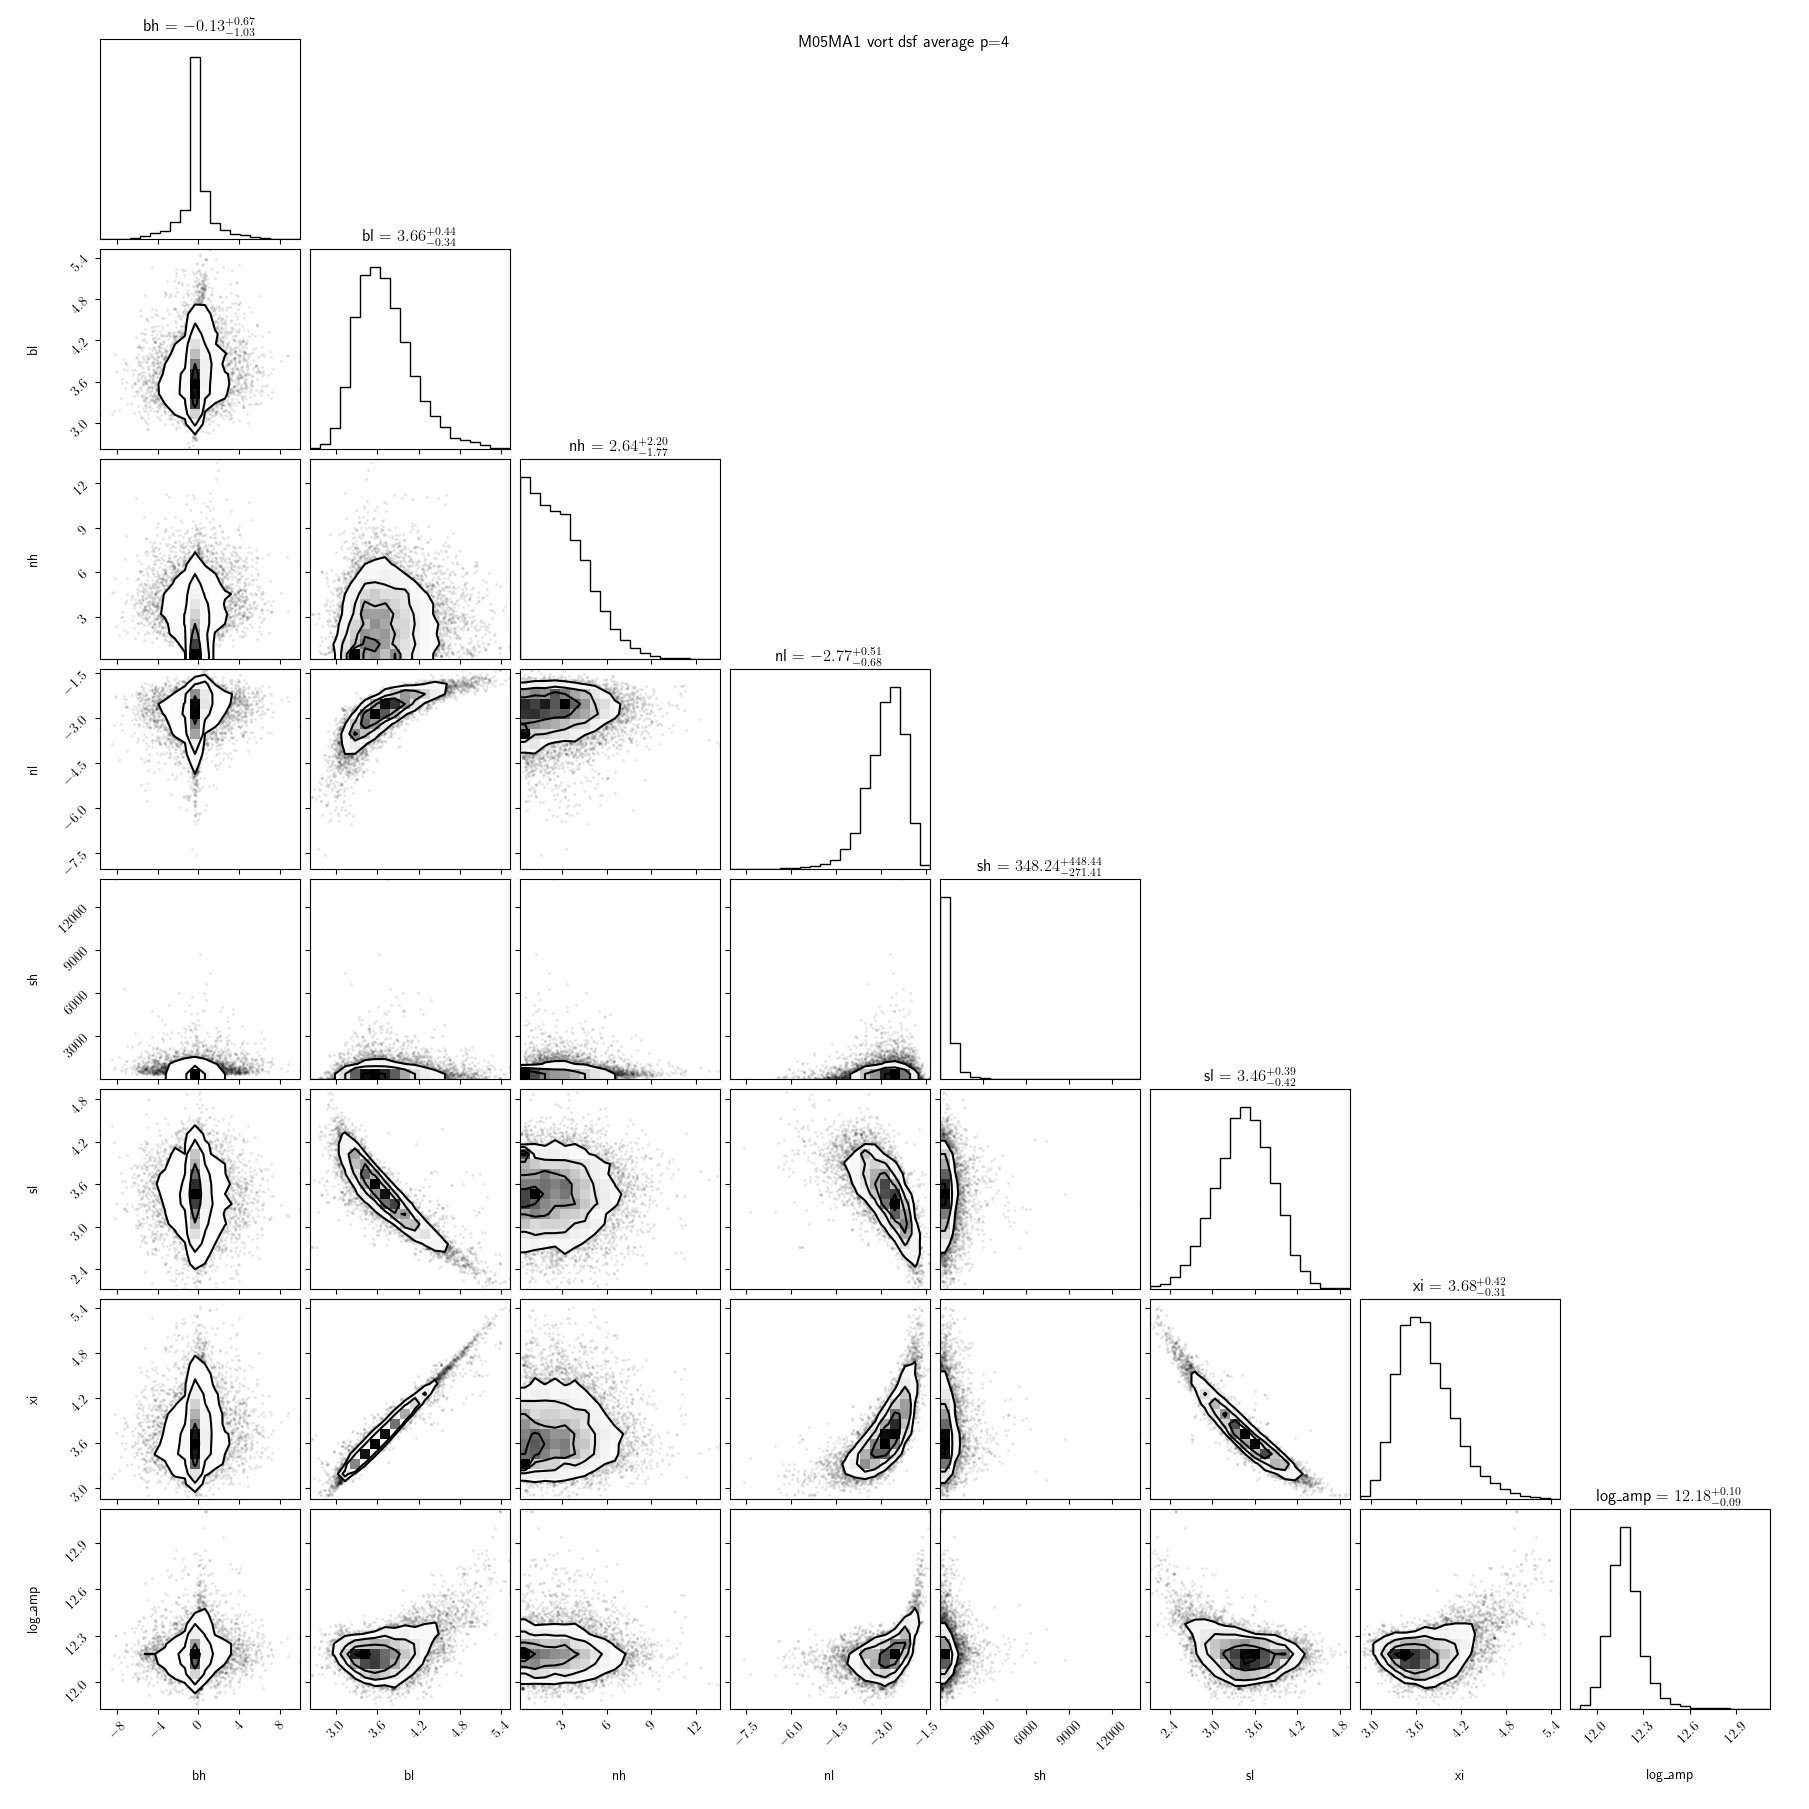 M05MA1 vort dsf average p=4
bh = −0.13 +0.67 −1.03
bl = 3.66 +0.44 −0.34
5.4
4.8
4.2
3.6
3.0
bl
nh = 2.64 +2.20 −1.77
12
9
6
3
nh
nl = −2.77 +0.51 −0.68
−1.5
−3.0
−4.5
−6.0
−7.5
nl
sh = 348.24 +448.44 −271.41
12000
9000
6000
3000
sh
sl = 3.46 +0.39 −0.42
4.8
4.2
3.6
3.0
2.4
sl
xi = 3.68 +0.42 −0.31
5.4
4.8
4.2
3.6
3.0
xi
log_amp = 12.18 +0.10 −0.09
12.9
12.6
12.3
12.0
log_amp
−8 −4 0 4 8 3.0 3.6 4.2 4.8 5.4 3 6 9 12 −7.5 −6.0 −4.5 −3.0 −1.5 3000 6000 9000 12000 2.4 3.0 3.6 4.2 4.8 3.0 3.6 4.2 4.8 5.4 12.0 12.3 12.6 12.9
bh bl nh nl sh sl xi log_amp